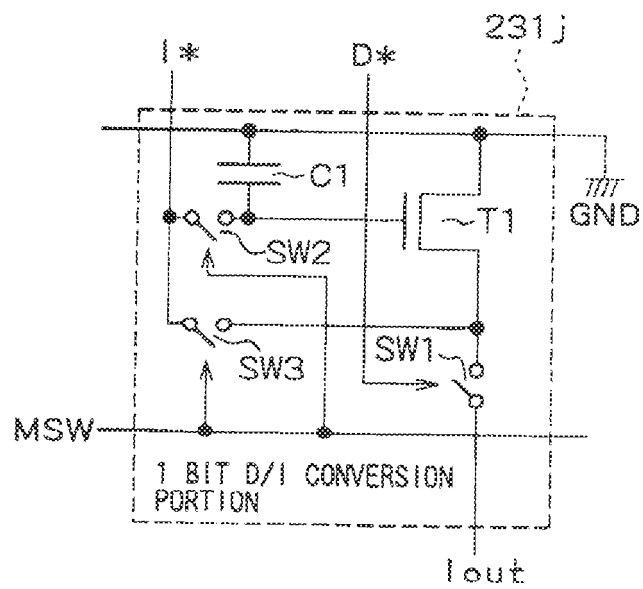 231j
I*
D*
C1
T1
GND
SW2
SW1
SW3
MSW
1 BIT D/I CONVERSION
PORTION
Iout